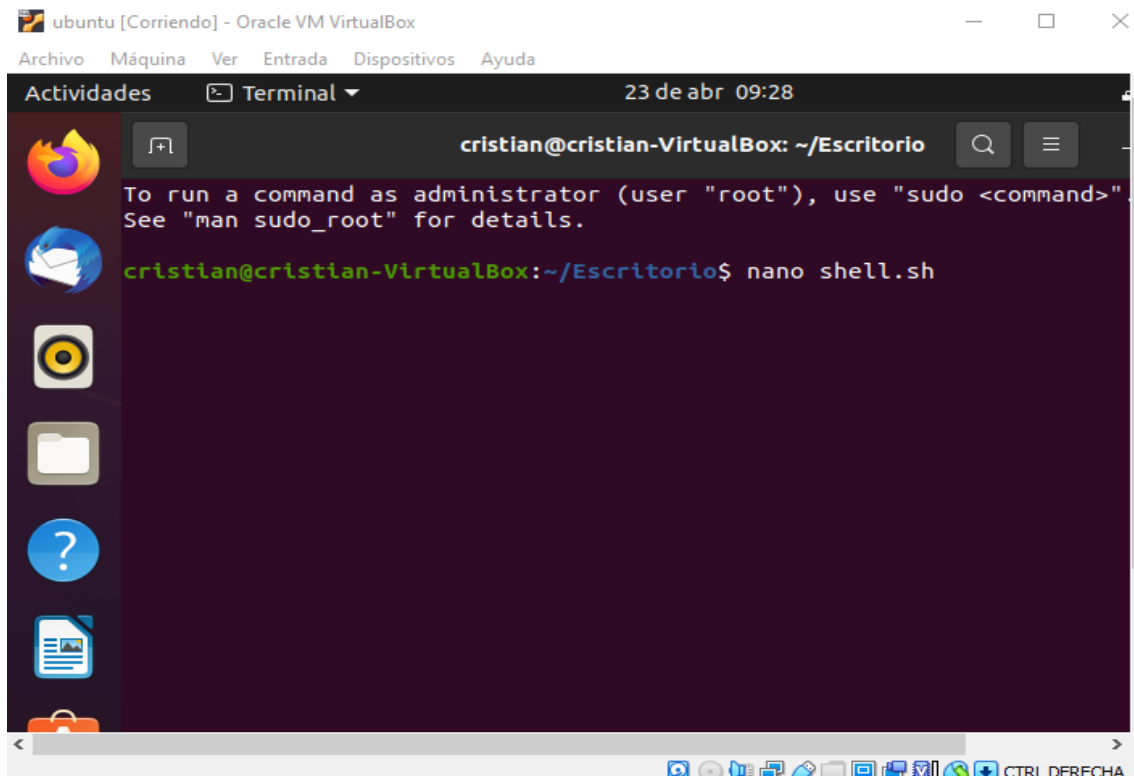 ubuntu [Corriendo] - Oracle VM VirtualBox
Archivo Máquina Ver Entrada Dispositivos Ayuda
Actividades Terminal 23 de abr 09:28
cristian@cristian-VirtualBox: ~/Escritorio
To run a command as administrator (user "root"), use "sudo <command>".
See "man sudo_root" for details.
cristian@cristian-VirtualBox:~/Escritorio$ nano shell.sh
CTRL DERECHA